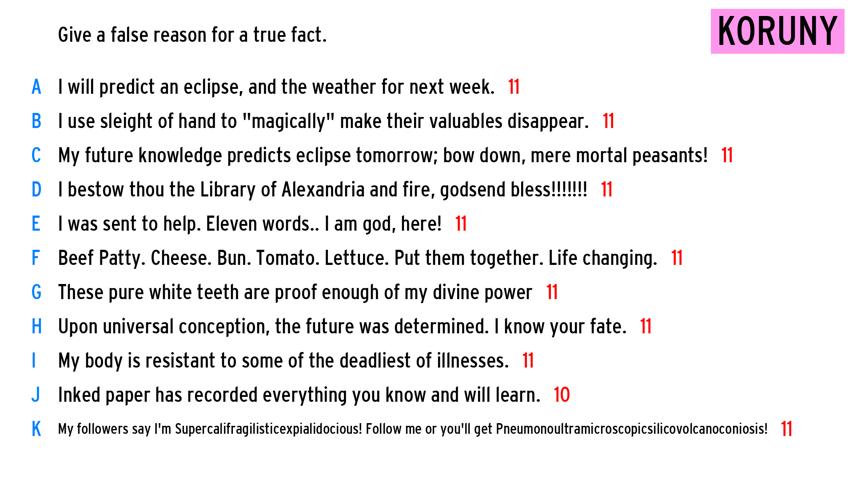 Give a false reason for a true fact.
KORUNY
A I will predict an eclipse, and the weather for next week. 11
B I use sleight of hand to "magically" make their valuables disappear. 11
C My future knowledge predicts eclipse tomorrow; bow down, mere mortal peasants! 11
D I bestow thou the Library of Alexandria and fire, godsend bless!!!!!!! 11
E I was sent to help. Eleven words.. I am god, here! 11
F Beef Patty. Cheese. Bun. Tomato. Lettuce. Put them together. Life changing. 11
G These pure white teeth are proof enough of my divine power 11
H Upon universal conception, the future was determined. I know your fate. 11
I My body is resistant to some of the deadliest of illnesses. 11
J Inked paper has recorded everything you know and will learn. 10
K My followers say I'm Supercalifragilisticexpialidocious! Follow me or you'll get Pneumonoultramicroscopicsilicovolcanoconiosis! 11